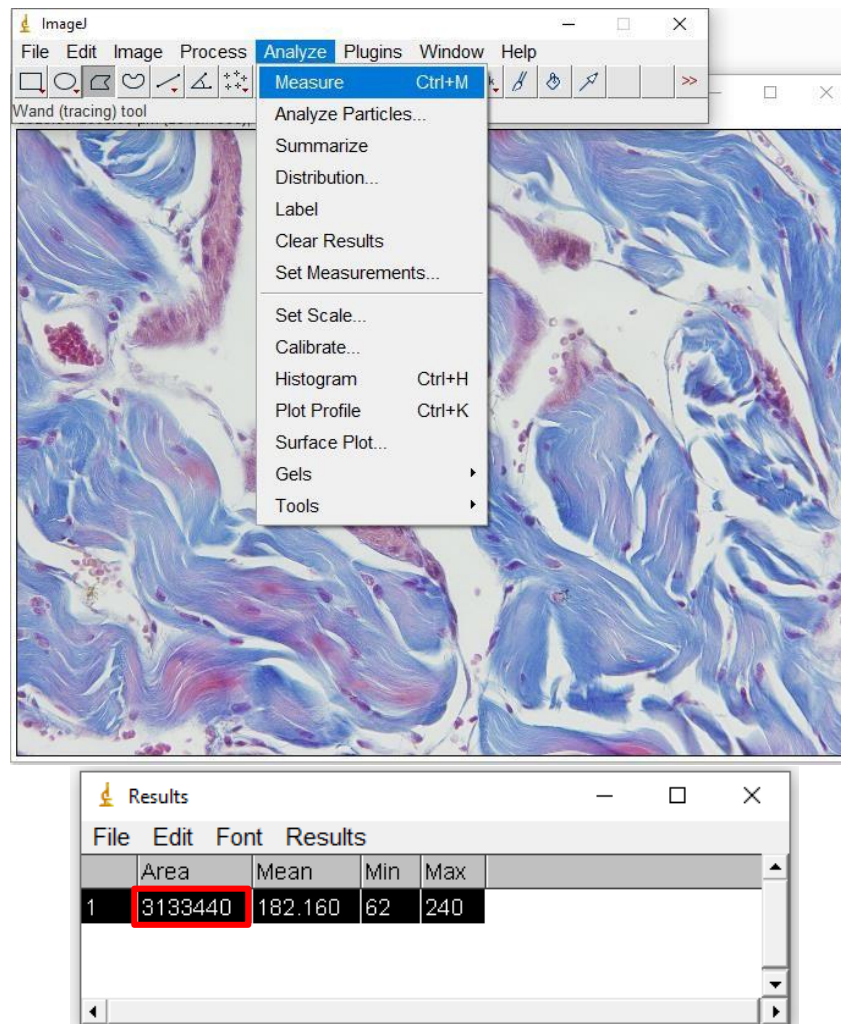 ImageJ
File Edit Image Process Analyze Plugins Window Help
>>
Wand (tracing) tool
Measure Ctrl+M
Analyze Particles...
Summarize
Distribution...
Label
Clear Results
Set Measurements...
Set Scale...
Calibrate...
Histogram Ctrl+H
Plot Profile Ctrl+K
Surface Plot...
Gels
Tools
Results
File Edit Font Results
Area Mean Min Max
1 3133440 182.160 62 240